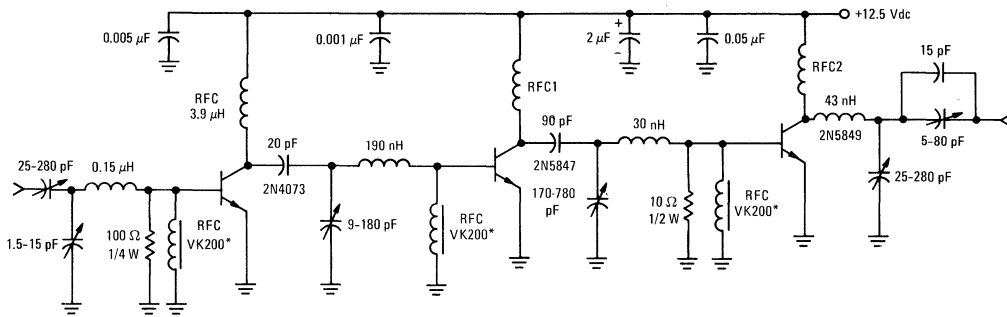 +12.5 Vdc
0.005 μF
0.001 μF
2 μF
+
–
0.05 μF
15 pF
RFC
3.9 μH
RFC1
RFC2
43 nH
2N5849
5-80 pF
25-280 pF
0.15 μH
20 pF
2N4073
190 nH
90 pF
2N5847
30 nH
25-280 pF
1.5-15 pF
100 Ω
1/4 W
RFC
VK200*
9-180 pF
RFC
VK200*
170-780
pF
10 Ω
1/2 W
RFC
VK200*